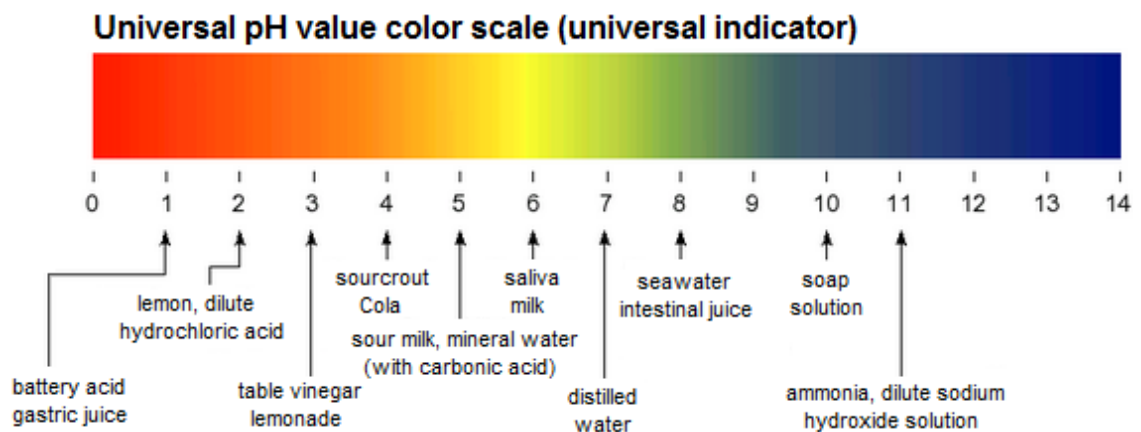 Universal pH value color scale (universal indicator)
0 1 2 3 4 5 6 7 8 9 10 11 12 13 14
battery acid
gastric juice
lemon, dilute
hydrochloric acid
table vinegar
lemonade
sourcrout
Cola
sour milk, mineral water
(with carbonic acid)
saliva
milk
distilled
water
seawater
intestinal juice
soap
solution
ammonia, dilute sodium
hydroxide solution